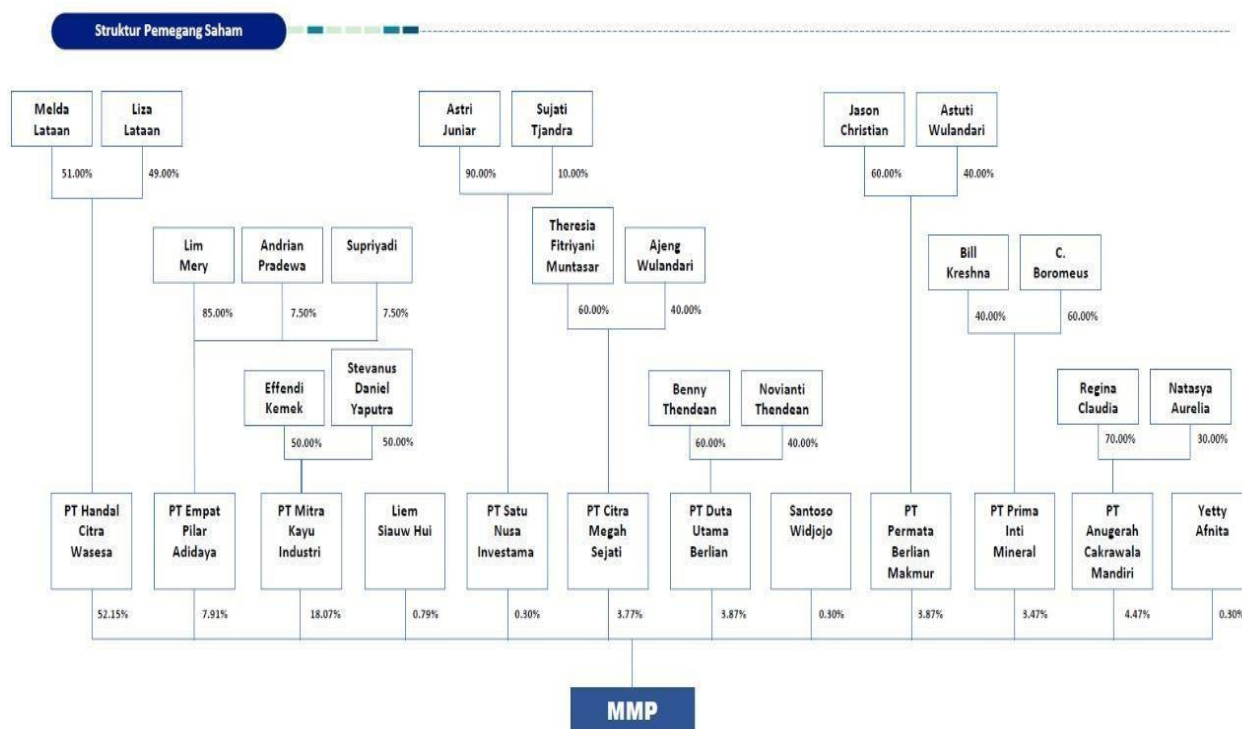 Struktur Pemegang Saham
Melda
Lataan
Liza
Lataan
Astri
Juniar
Sujati
Tjandra
Jason
Christian
Astuti
Wulandari
51.00%
49.00%
90.00%
10.00%
60.00%
40.00%
Lim
Mery
Andrian
Pradewa
Supriyadi
Theresia
Fitriyani
Muntasar
Ajeng
Wulandari
Bill
Kreshna
C.
Boromeus
85.00%
7.50%
7.50%
60.00%
40.00%
40.00%
60.00%
Effendi
Kemek
Stevanus
Daniel
Yaputra
Benny
Thendean
Novianti
Thendean
Regina
Claudia
Natasya
Aurelia
50.00%
50.00%
60.00%
40.00%
70.00%
30.00%
PT Handal
Citra
Wasesa
PT Empat
Pilar
Adidaya
PT Mitra
Kayu
Industri
Liem
Siauw Hui
PT Satu
Nusa
Investama
PT Citra
Megah
Sejati
PT Duta
Utama
Berlian
Santoso
Widjojo
PT
Permata
Berlian
Makmur
PT Prima
Inti
Mineral
PT
Anugerah
Cakrawala
Mandiri
Yetty
Afnita
52.15%
7.91%
18.07%
0.79%
0.30%
3.77%
3.87%
0.30%
3.87%
3.47%
4.47%
0.30%
MMP